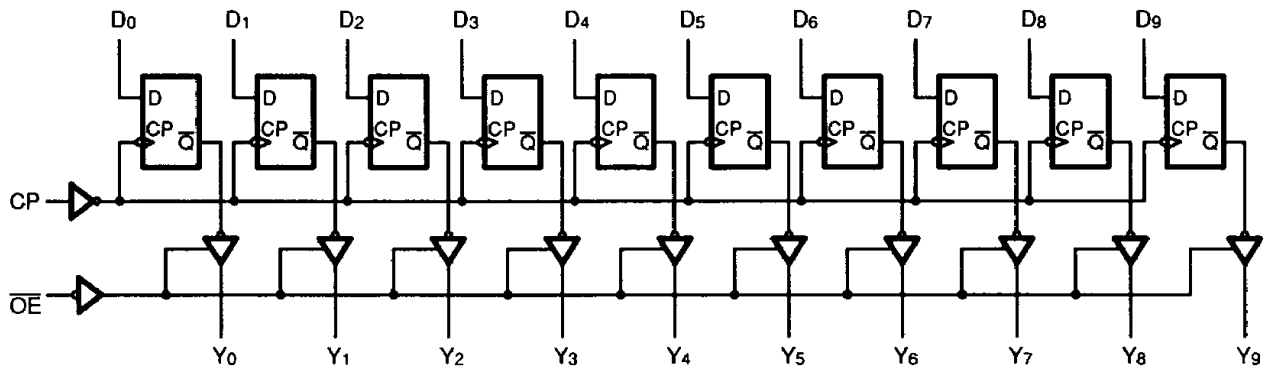 D0 D1 D2 D3 D4 D5 D6 D7 D8 D9
D D D D D D D D D D
CP Q̅ CP Q̅ CP Q̅ CP Q̅ CP Q̅ CP Q̅ CP Q̅ CP Q̅ CP Q̅ CP Q̅
CP
O̅E̅
Y0 Y1 Y2 Y3 Y4 Y5 Y6 Y7 Y8 Y9